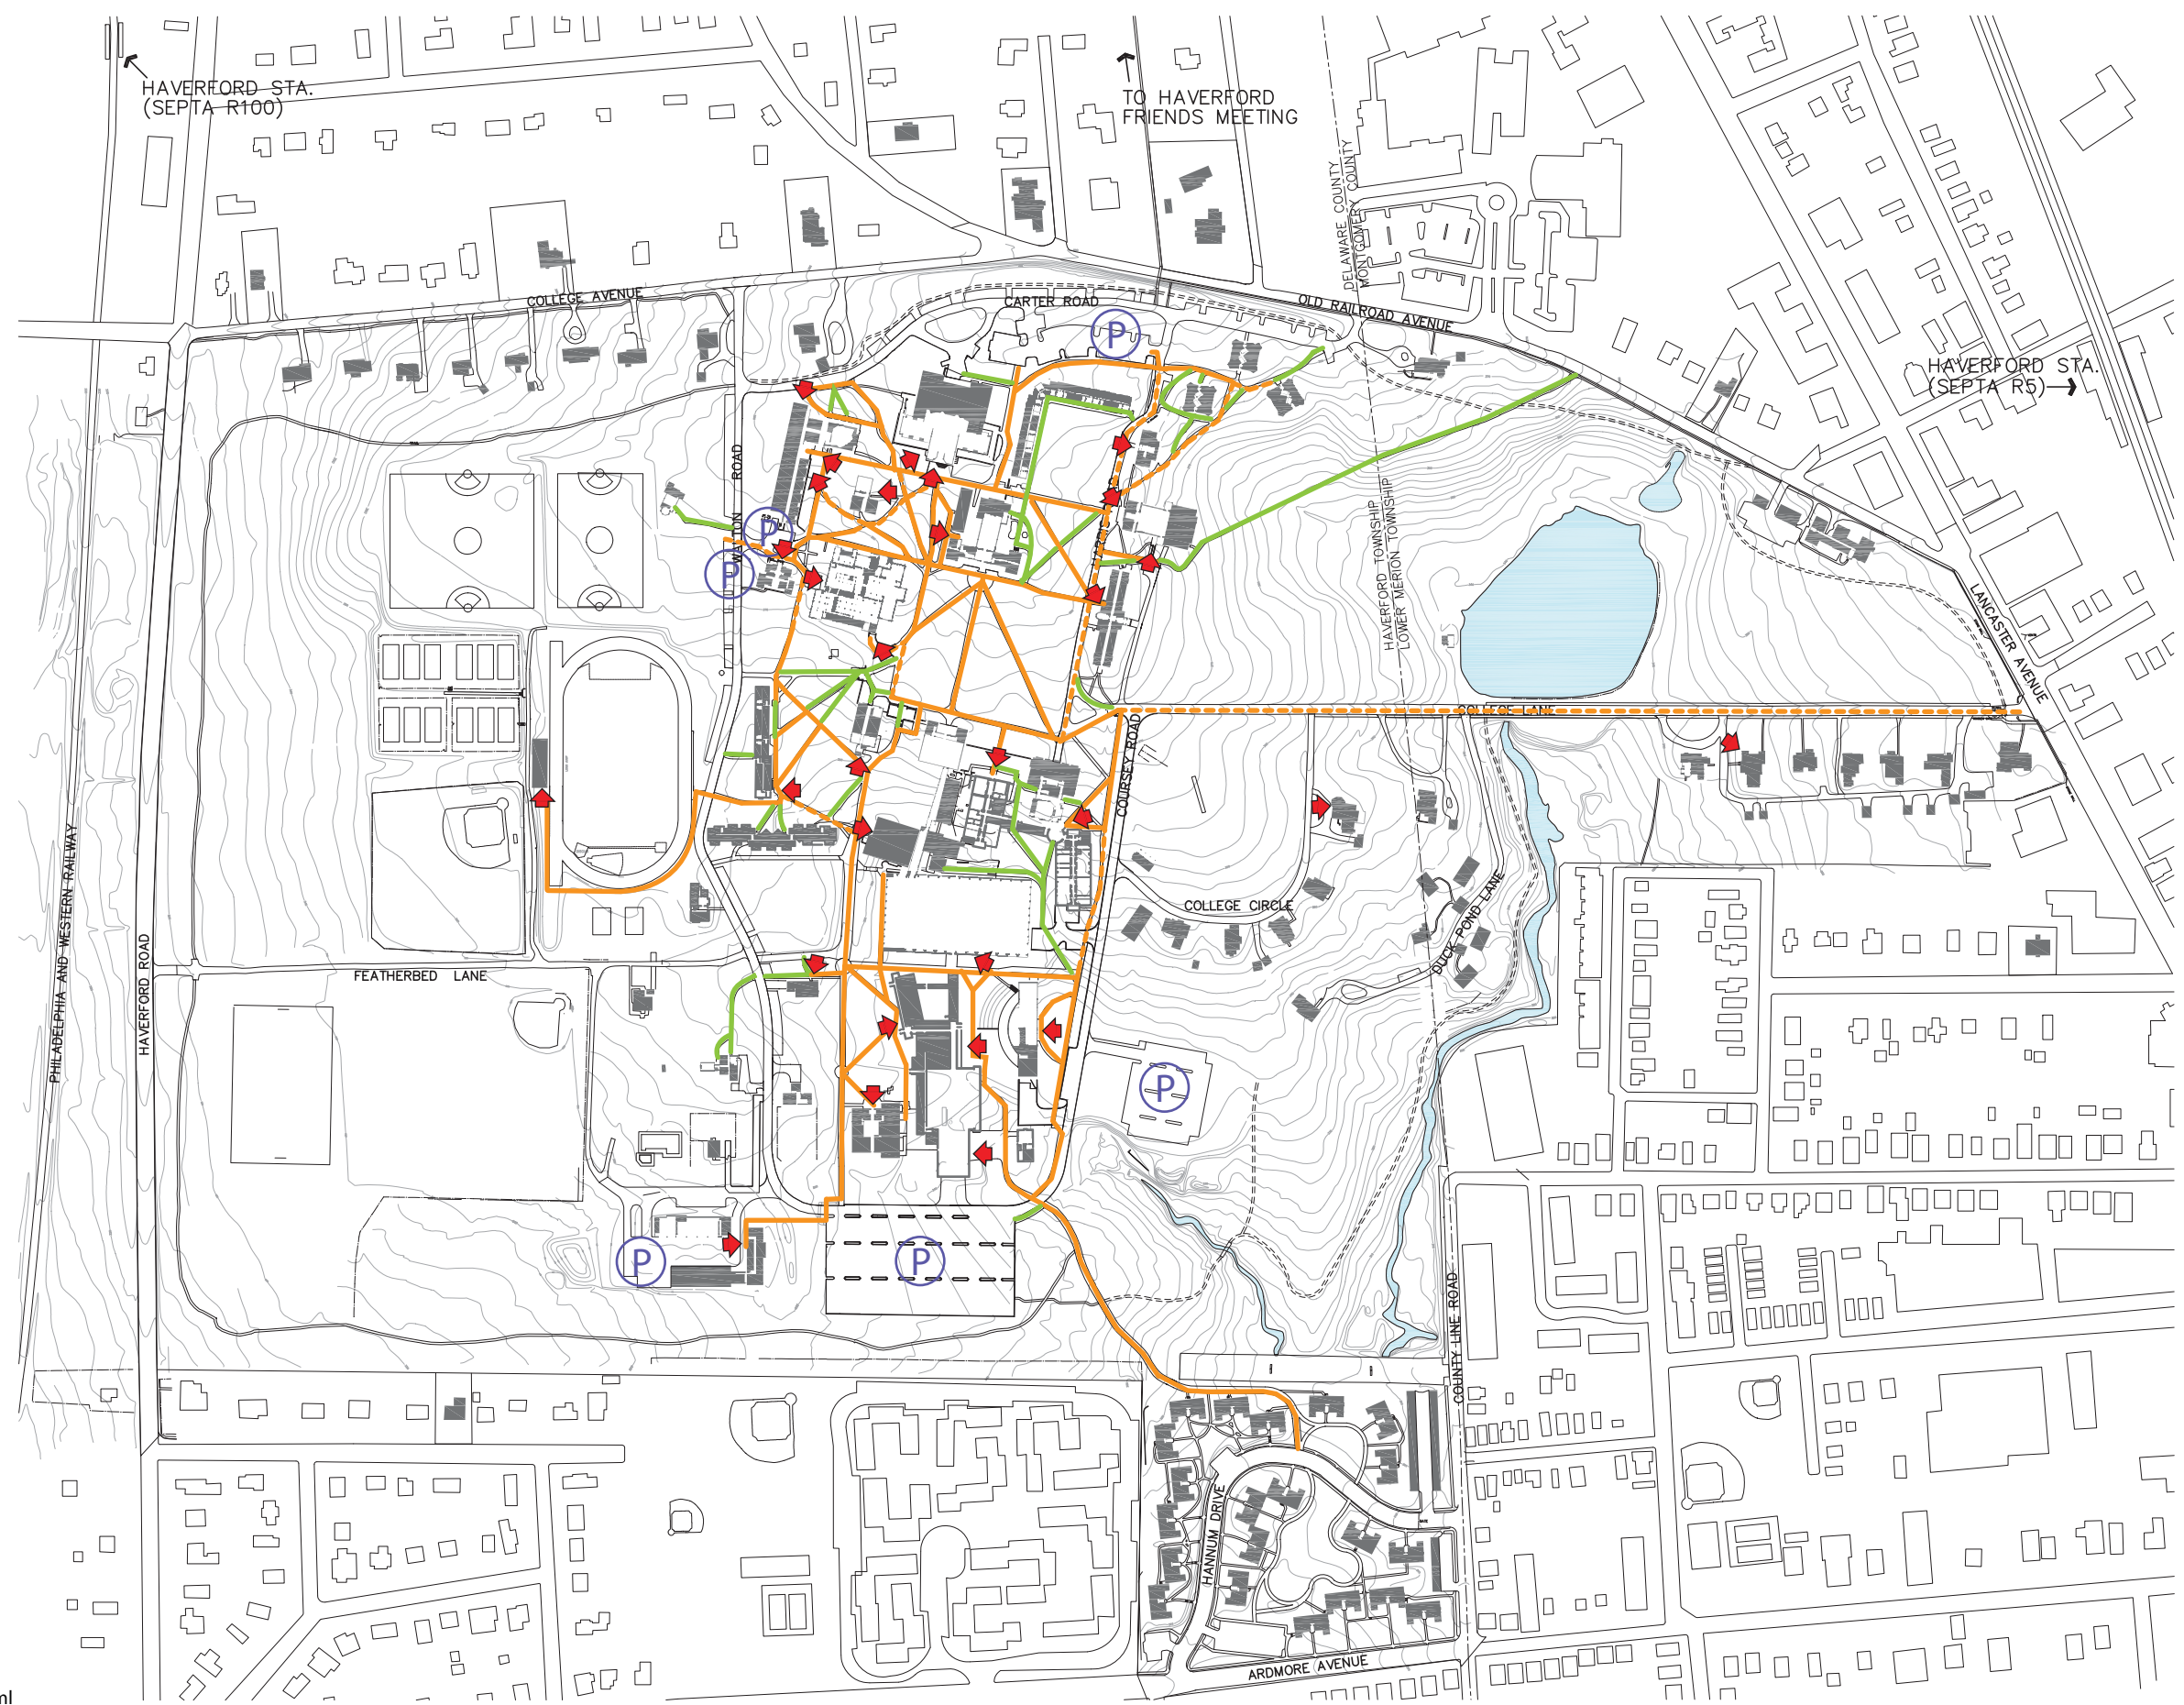 HAVERFORD STA.
(SEPTA R100)
TO HAVERFORD
FRIENDS MEETING
DELAWARE COUNTY
MONTGOMERY COUNTY
COLLEGE AVENUE
CARTER ROAD
OLD RAILROAD AVENUE
P
HAVERFORD STA.
(SEPTA R5)
WALTON ROAD
P
P
HAVERFORD TOWNSHIP
LOWER MERION TOWNSHIP
LANCASTER AVENUE
COLLEGE LANE
COURSEY ROAD
PHILADELPHIA AND WESTERN RAILWAY
HAVERFORD ROAD
COLLEGE CIRCLE
DUCK POND LANE
FEATHERBED LANE
P
P
P
COUNTY LINE ROAD
HANNUM DRIVE
ARDMORE AVENUE